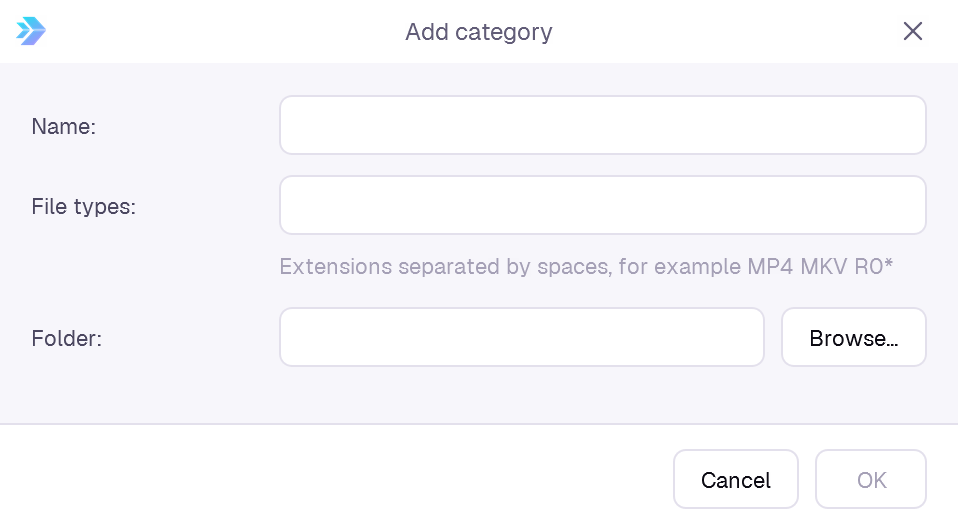 Add category
Name:
File types:
Extensions separated by spaces, for example MP4 MKV R0*
Folder:
Browse...
Cancel
OK